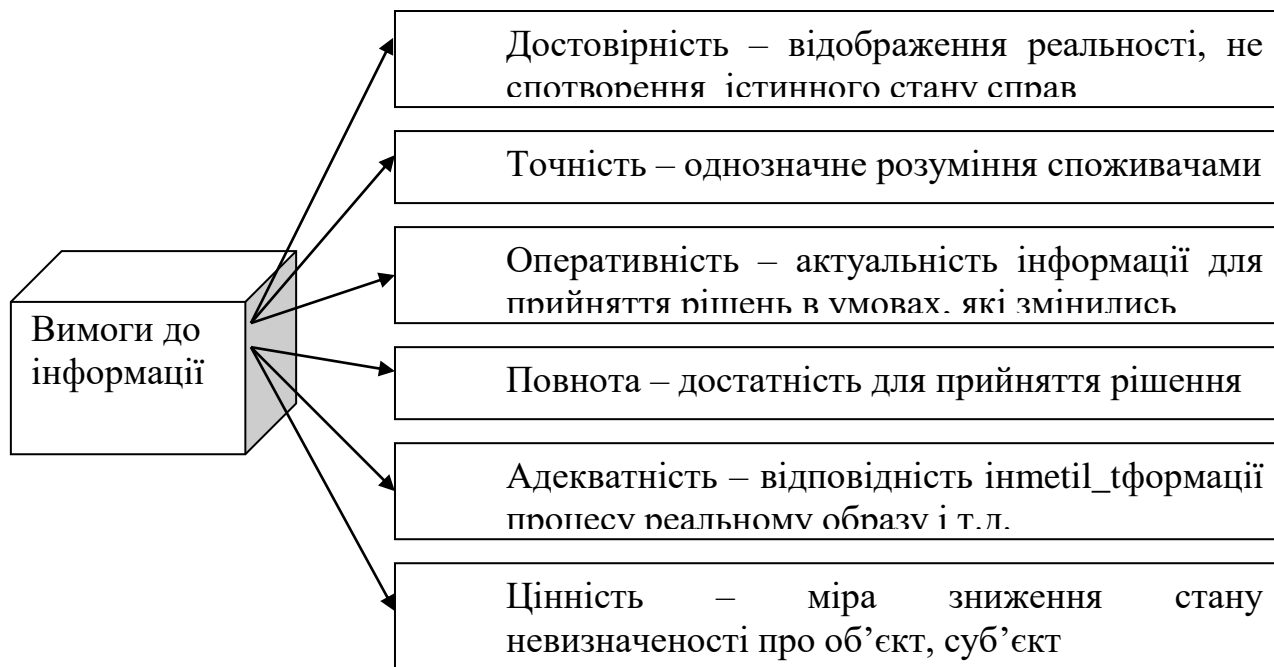 Достовірність – відображення реальності, не
спотворення істинного стану справ
Точність – однозначне розуміння споживачами
Оперативність – актуальність інформації для
прийняття рішень в умовах, які змінились
Вимоги до
інформації
Повнота – достатність для прийняття рішення
Адекватність – відповідність інmetil_tформації
процесу реальному образу і т.д.
Цінність – міра зниження стану
невизначеності про об’єкт, суб’єкт